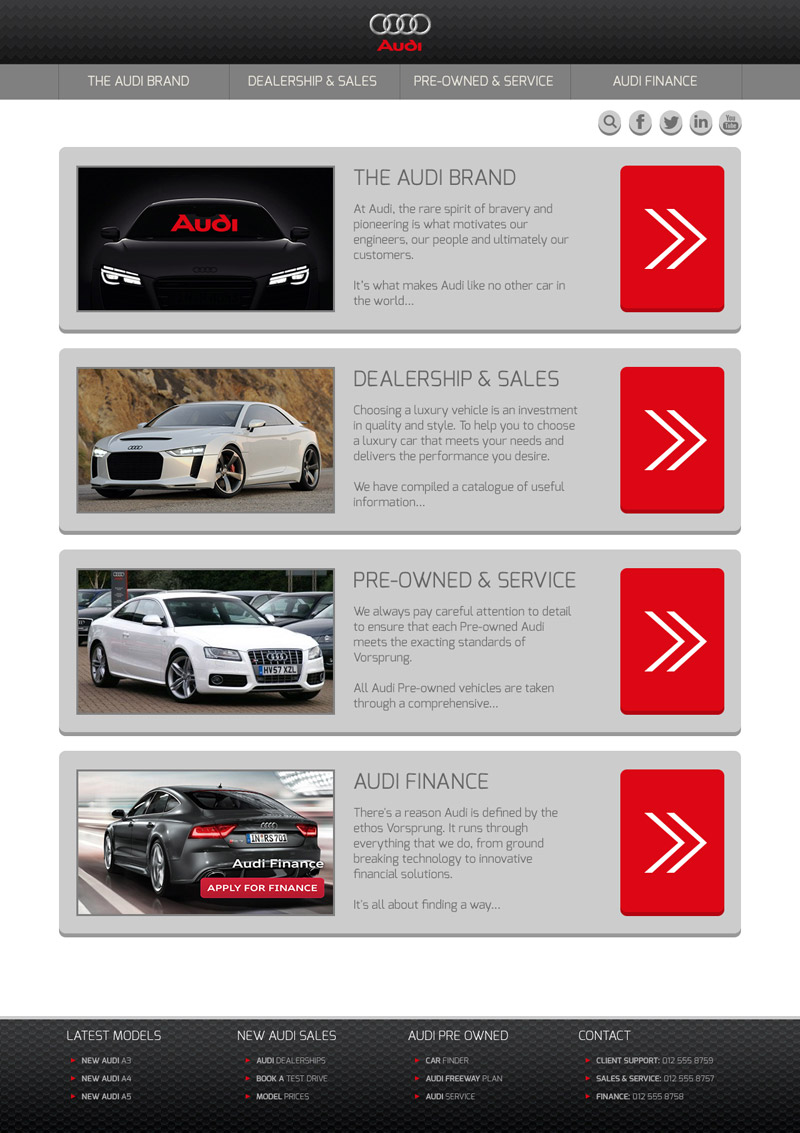 Audi
THE AUDI BRAND
DEALERSHIP & SALES
PRE-OWNED & SERVICE
AUDI FINANCE
You
Tube
Audi
THE AUDI BRAND
At Audi, the rare spirit of bravery and
pioneering is what motivates our
engineers, our people and ultimately our
customers.
It's what makes Audi like no other car in
the world...
DEALERSHIP & SALES
Choosing a luxury vehicle is an investment
in quality and style. To help you to choose
a luxury car that meets your needs and
delivers the performance you desire.
We have compiled a catalogue of useful
information...
HV57 XZL
PRE-OWNED & SERVICE
We always pay careful attention to detail
to ensure that each Pre-owned Audi
meets the exacting standards of
Vorsprung.
All Audi Pre-owned vehicles are taken
through a comprehensive...
IN RS701
Audi Finance
APPLY FOR FINANCE
AUDI FINANCE
There's a reason Audi is defined by the
ethos Vorsprung. It runs through
everything that we do, from ground
breaking technology to innovative
financial solutions.
It's all about finding a way...
LATEST MODELS
NEW AUDI A3
NEW AUDI A4
NEW AUDI A5
NEW AUDI SALES
AUDI DEALERSHIPS
BOOK A TEST DRIVE
MODEL PRICES
AUDI PRE OWNED
CAR FINDER
AUDI FREEWAY PLAN
AUDI SERVICE
CONTACT
CLIENT SUPPORT: 012 555 8759
SALES & SERVICE: 012 555 8757
FINANCE: 012 555 8758